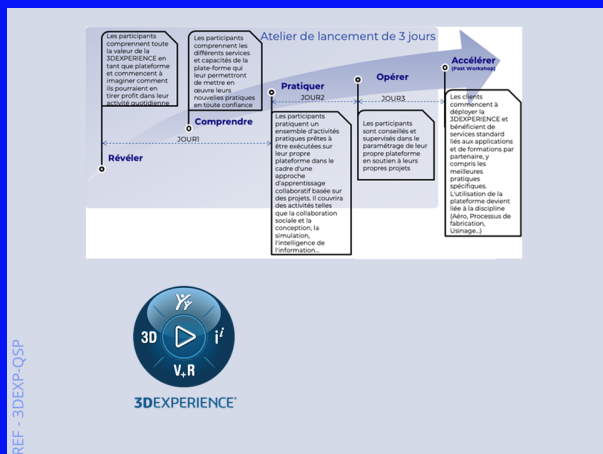 Atelier de lancement de 3 jours
Les participants
comprennent toute
la valeur de la
3DEXPERIENCE en
tant que plateforme
et commencent à
imaginer comment
ils pourraient en
tirer profit dans leur
activité quotidienne
Les participants
comprennent les
différents services
et capacités de la
plate-forme qui
leur permettront
de mettre en
œuvre leurs
nouvelles pratiques
en toute confiance
Révéler
Comprendre
JOUR1
Pratiquer
JOUR2
Les participants
pratiquent un
ensemble d'activités
pratiques prêtes à
être exécutées sur
leur propre
plateforme dans le
cadre d'une
approche
d'apprentissage
collaboratif basée sur
des projets. Il couvrira
des activités telles
que la collaboration
sociale et la
conception, la
simulation,
l'intelligence de
l'information...
Opérer
JOUR3
Les participants
sont conseillés et
supervisés dans le
paramétrage de leur
propre plateforme
en soutien à leurs
propres projets
Accélérer
(Post Workshop)
Les clients
commencent à
déployer la
3DEXPERIENCE et
bénéficient de
services standard
liés aux applications
et de formations par
partenaire, y
compris les
meilleures
pratiques
spécifiques.
L'utilisation de la
plateforme devient
liée à la discipline
(Aéro, Processus de
fabrication,
Usinage...)
3D
i
V+R
3DEXPERIENCE
REF - 3DEXP-QSP